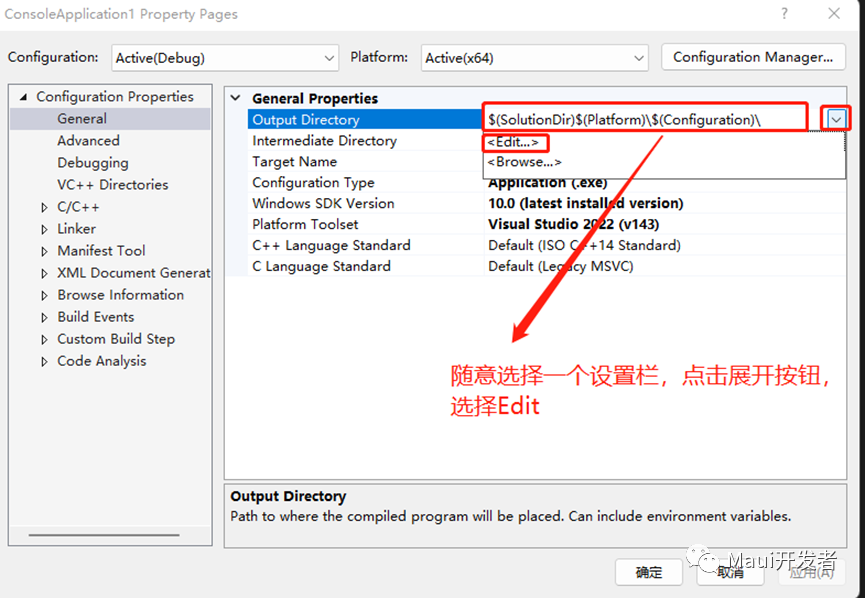 ConsoleApplication1 Property Pages
Configuration: Active(Debug) Platform: Active(x64) Configuration Manager...
Configuration Properties
General
Advanced
Debugging
VC++ Directories
C/C++
Linker
Manifest Tool
XML Document Generat
Browse Information
Build Events
Custom Build Step
Code Analysis
General Properties
Output Directory $(SolutionDir)$(Platform)\$(Configuration)\
Intermediate Directory <Edit...>
Target Name <Browse...>
Configuration Type Application (.exe)
Windows SDK Version 10.0 (latest installed version)
Platform Toolset Visual Studio 2022 (v143)
C++ Language Standard Default (ISO C++14 Standard)
C Language Standard Default (Legacy MSVC)
随意选择一个设置栏，点击展开按钮，
选择Edit
Output Directory
Path to where the compiled program will be placed. Can include environment variables.
确定 取消 应用(A)
Maui开发者